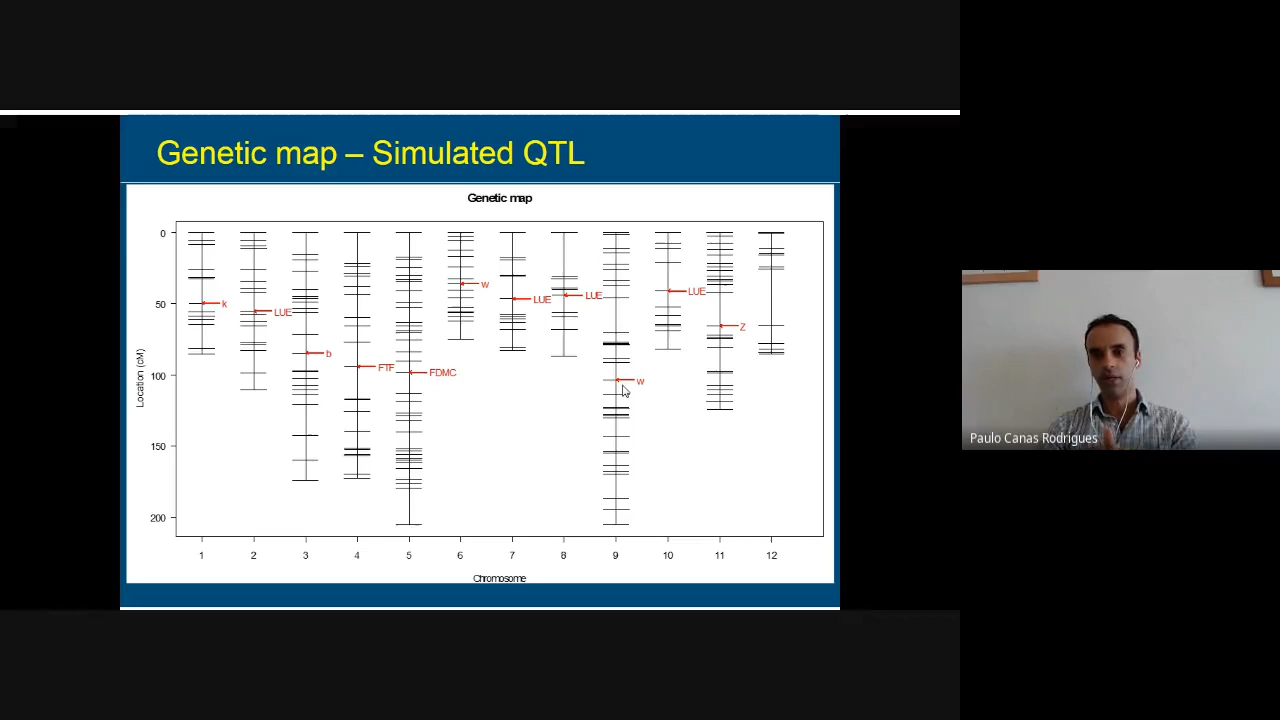 Genetic map – Simulated QTL
Genetic map
0
50
100
150
200
Location (cM)
k
LUE
b
FTF
FDMC
w
LUE
LUE
w
LUE
Z
1 2 3 4 5 6 7 8 9 10 11 12
Chromosome
Paulo Canas Rodrigues